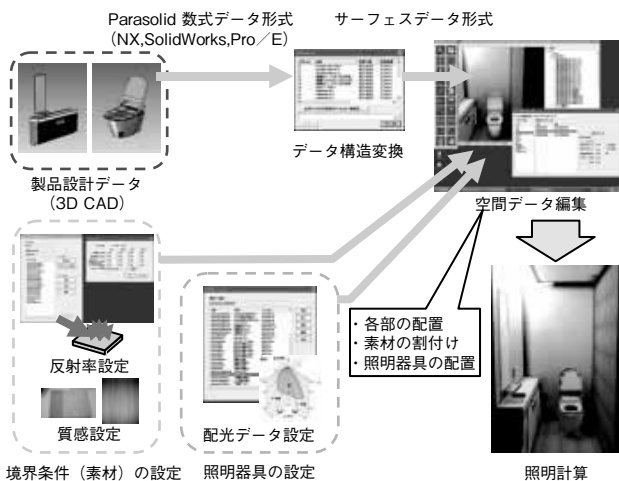 Parasolid 数式データ形式
（NX,SolidWorks,Pro／E）
サーフェスデータ形式
データ構造変換
製品設計データ
（3D CAD）
空間データ編集
・各部の配置
・素材の割付け
・照明器具の配置
反射率設定
質感設定
配光データ設定
境界条件（素材）の設定
照明器具の設定
照明計算